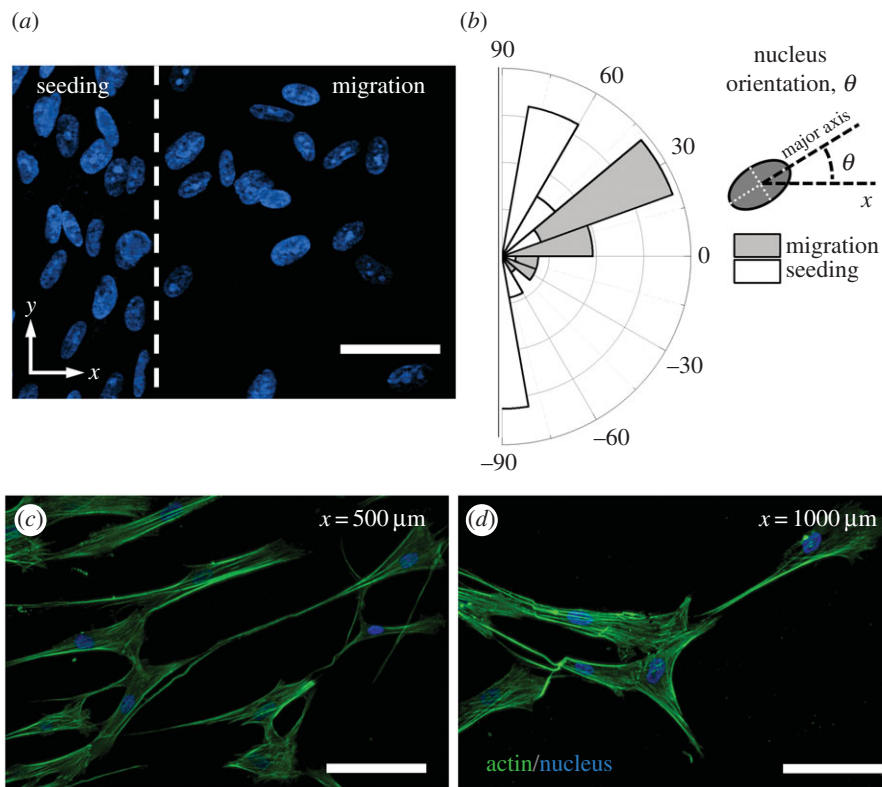 (a)
seeding
migration
y
x
(b)
90
60
30
0
–30
–60
–90
nucleus
orientation, θ
major axis
θ
x
migration
seeding
(c)
x = 500 µm
(d)
x = 1000 µm
actin/nucleus